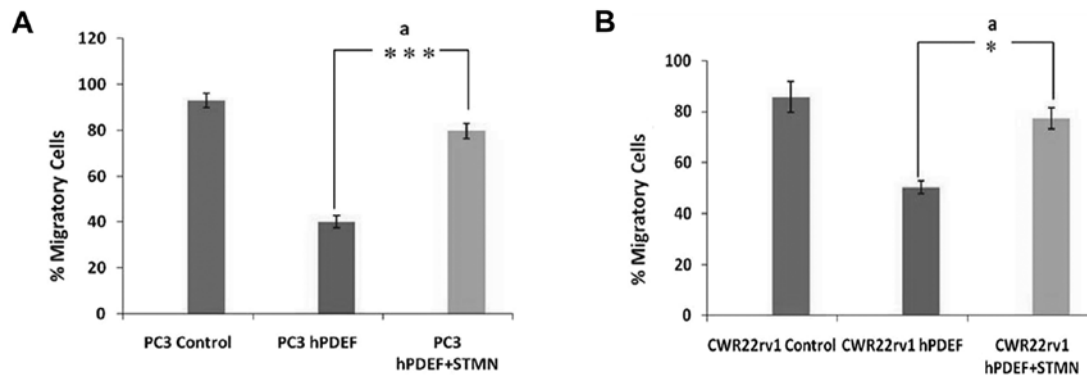 A
a
***
120
100
80
60
40
20
0
% Migratory Cells
PC3 Control
PC3 hPDEF
PC3
hPDEF+STMN
B
a
*
100
80
60
40
20
0
% Migratory Cells
CWR22rv1 Control
CWR22rv1 hPDEF
CWR22rv1
hPDEF+STMN